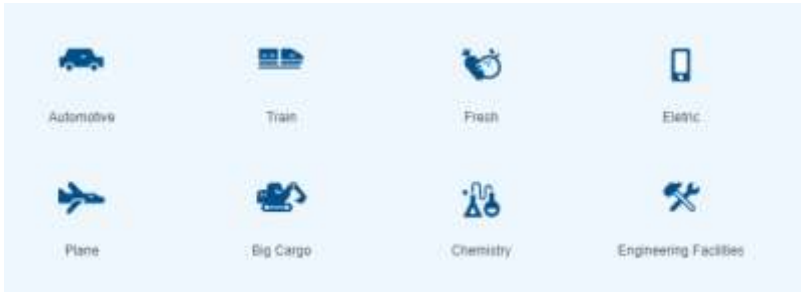 Automotive
Train
Fresh
Eletric
Plane
Big Cargo
Chemistry
Engineering Facilities